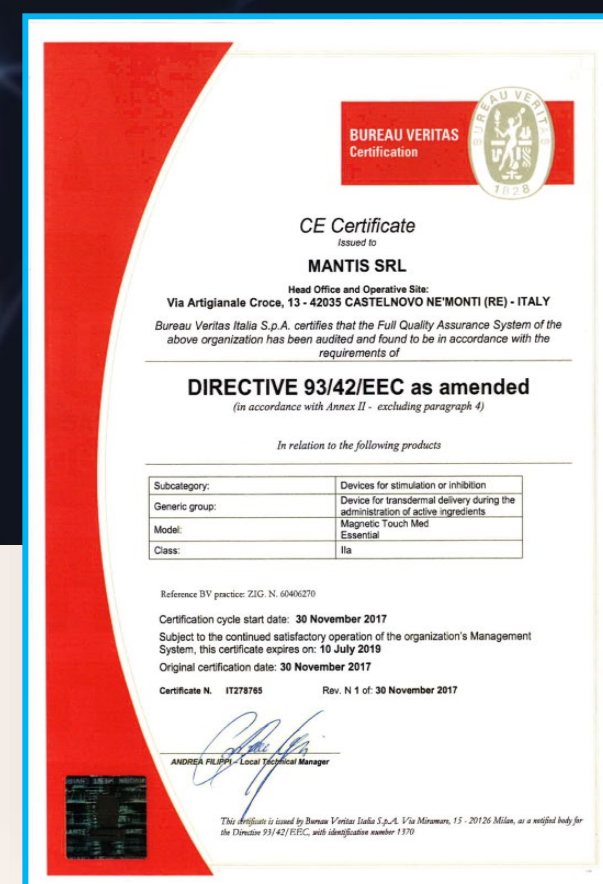 BUREAU VERITAS
Certification
BUREAU VERITAS
1828
CE Certificate
Issued to
MANTIS SRL
Head Office and Operative Site:
Via Artigianale Croce, 13 - 42035 CASTELNOVO NE'MONTI (RE) - ITALY
Bureau Veritas Italia S.p.A. certifies that the Full Quality Assurance System of the
above organization has been audited and found to be in accordance with the
requirements of
DIRECTIVE 93/42/EEC as amended
(in accordance with Annex II - excluding paragraph 4)
In relation to the following products
Subcategory: Devices for stimulation or inhibition
Generic group: Device for transdermal delivery during the
administration of active ingredients
Model: Magnetic Touch Med
Essential
Class: IIa
Reference BV practice: ZIG. N. 60406270
Certification cycle start date: 30 November 2017
Subject to the continued satisfactory operation of the organization's Management
System, this certificate expires on: 10 July 2019
Original certification date: 30 November 2017
Certificate N. IT278765 Rev. N 1 of: 30 November 2017
ANDREA FILIPPI - Local Technical Manager
This certificate is issued by Bureau Veritas Italia S.p.A. Via Miramare, 15 - 20126 Milan, as a notified body for
the Directive 93/42/EEC, with identification number 1370